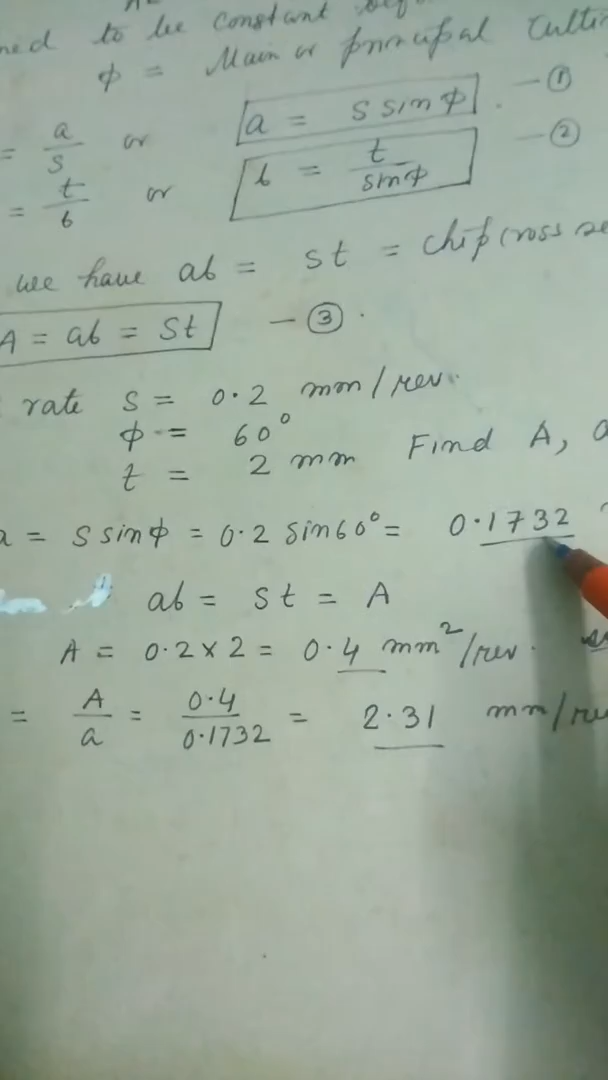 to be constant
φ = Main or principal
= a/s or a = s sin φ . — ①
= t/b or b = t/sin φ — ②
we have ab = st = chip cross
A = ab = st — ③ .
rate s = 0.2 mm/rev.
φ = 60°
t = 2 mm Find A,
a = s sin φ = 0.2 sin 60° = 0.1732
ab = st = A
A = 0.2 × 2 = 0.4 mm²/rev.
= A/a = 0.4/0.1732 = 2.31 mm/